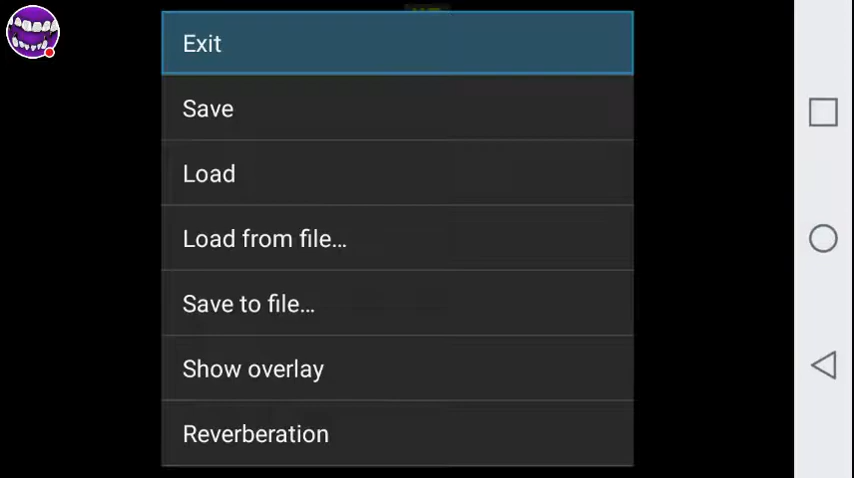 Exit
Save
Load
Load from file...
Save to file...
Show overlay
Reverberation